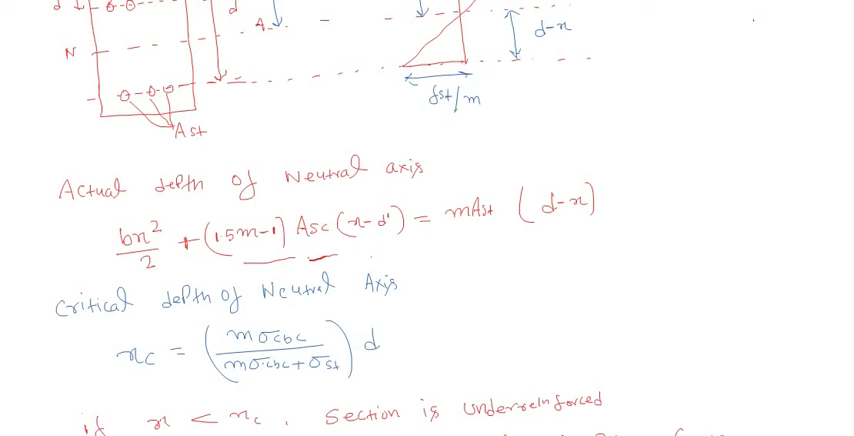 d
d
A
N
d-x
fst/m
Ast
Actual depth of Neutral axis
bx²/2 + (1.5m-1) Asc (x-d') = mAst (d-x)
Critical depth of Neutral Axis
xc = (mσcbc / mσcbc + σst) d
if x < xc, Section is underreinforced